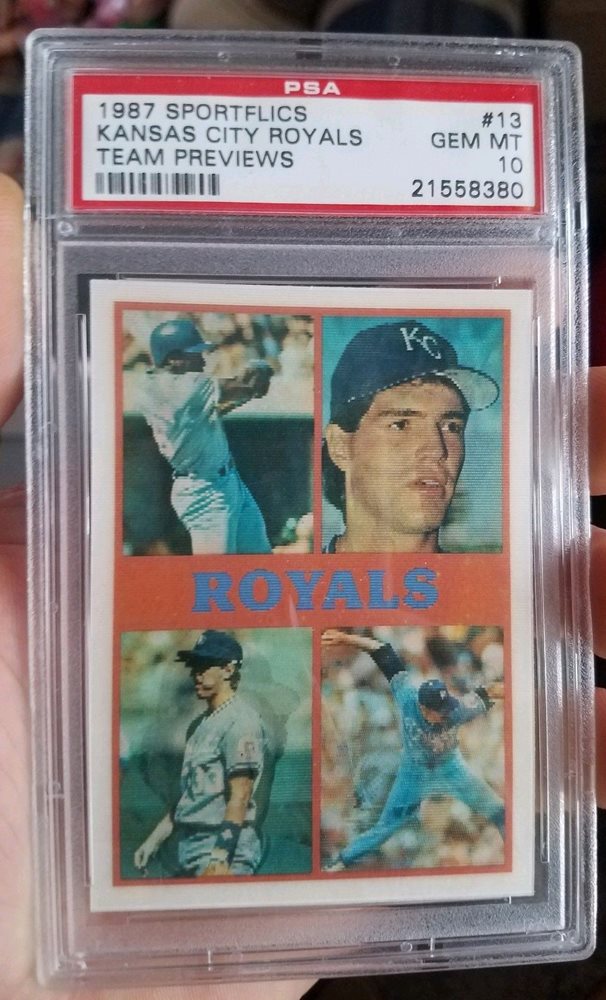 PSA
1987 SPORTFLICS #13
KANSAS CITY ROYALS GEM MT
TEAM PREVIEWS 10
21558380
KC
ROYALS